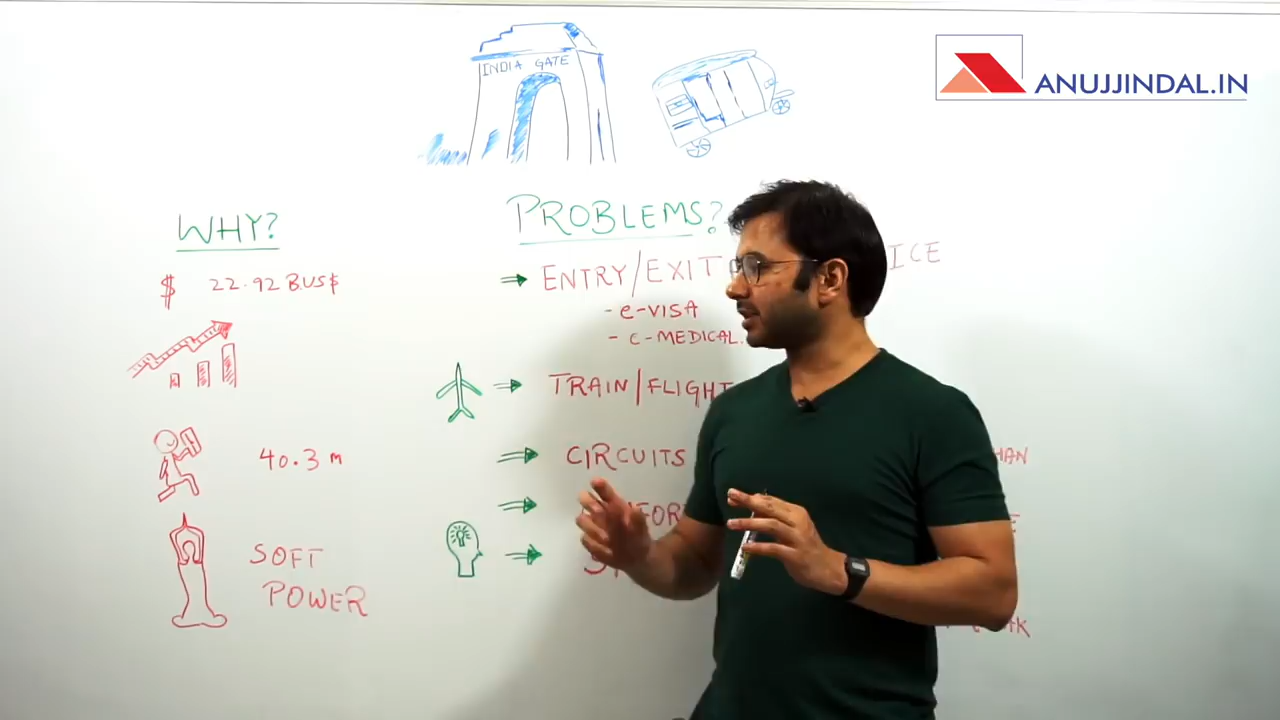 INDIA GATE
ANUJJINDAL.IN
WHY?
$ 22.92 BUS$
40.3 m
SOFT
POWER
PROBLEMS?
→ ENTRY/EXIT
- e-VISA
- e-MEDICAL
→ TRAIN/FLIGHT
→ CIRCUITS